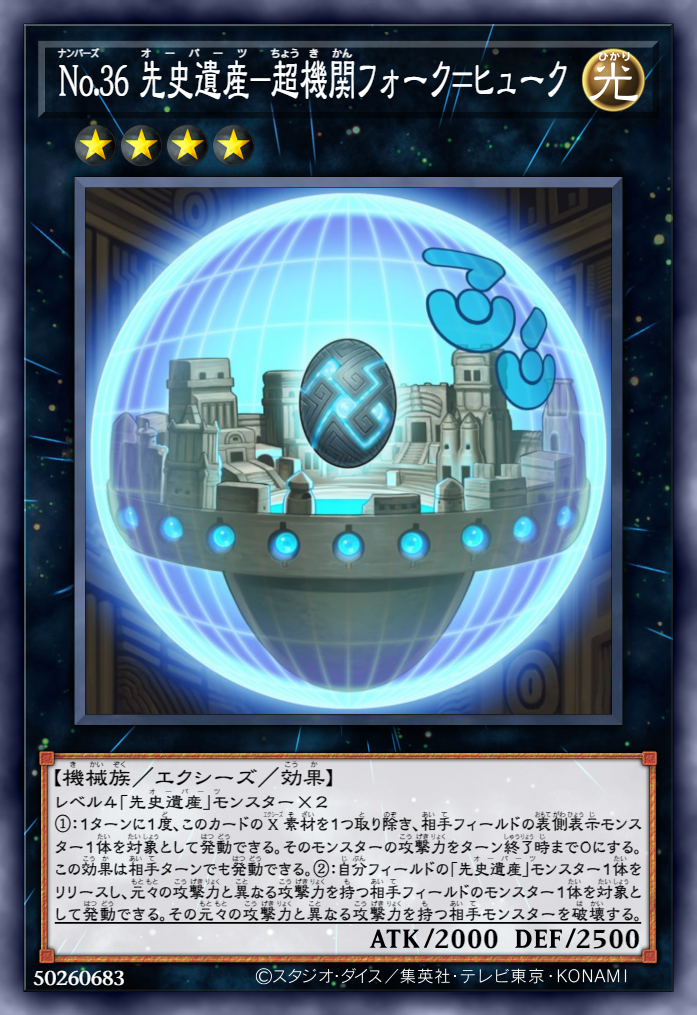 No.36 先史遺産－超機関フォーク＝ヒューク
光
【機械族／エクシーズ／効果】
レベル４「先史遺産」モンスター×２
①：１ターンに１度、このカードのＸ素材を１つ取り除き、相手フィールドの表側表示モンス
ター１体を対象として発動できる。そのモンスターの攻撃力をターン終了時まで０にする。
この効果は相手ターンでも発動できる。②：自分フィールドの「先史遺産」モンスター１体を
リリースし、元々の攻撃力と異なる攻撃力を持つ相手フィールドのモンスター１体を対象と
して発動できる。その元々の攻撃力と異なる攻撃力を持つ相手モンスターを破壊する。
ATK/2000 DEF/2500
50260683 ©スタジオ・ダイス／集英社・テレビ東京・KONAMI